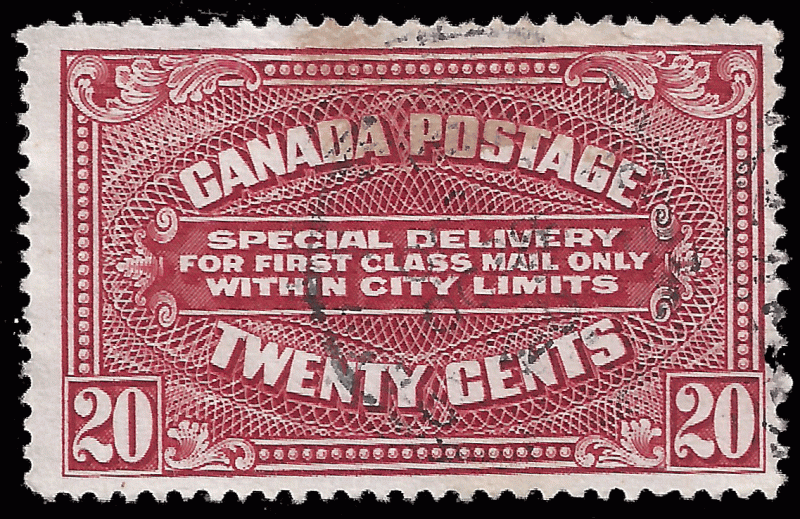 CANADA POSTAGE
SPECIAL DELIVERY
FOR FIRST CLASS MAIL ONLY
WITHIN CITY LIMITS
TWENTY CENTS
20 20